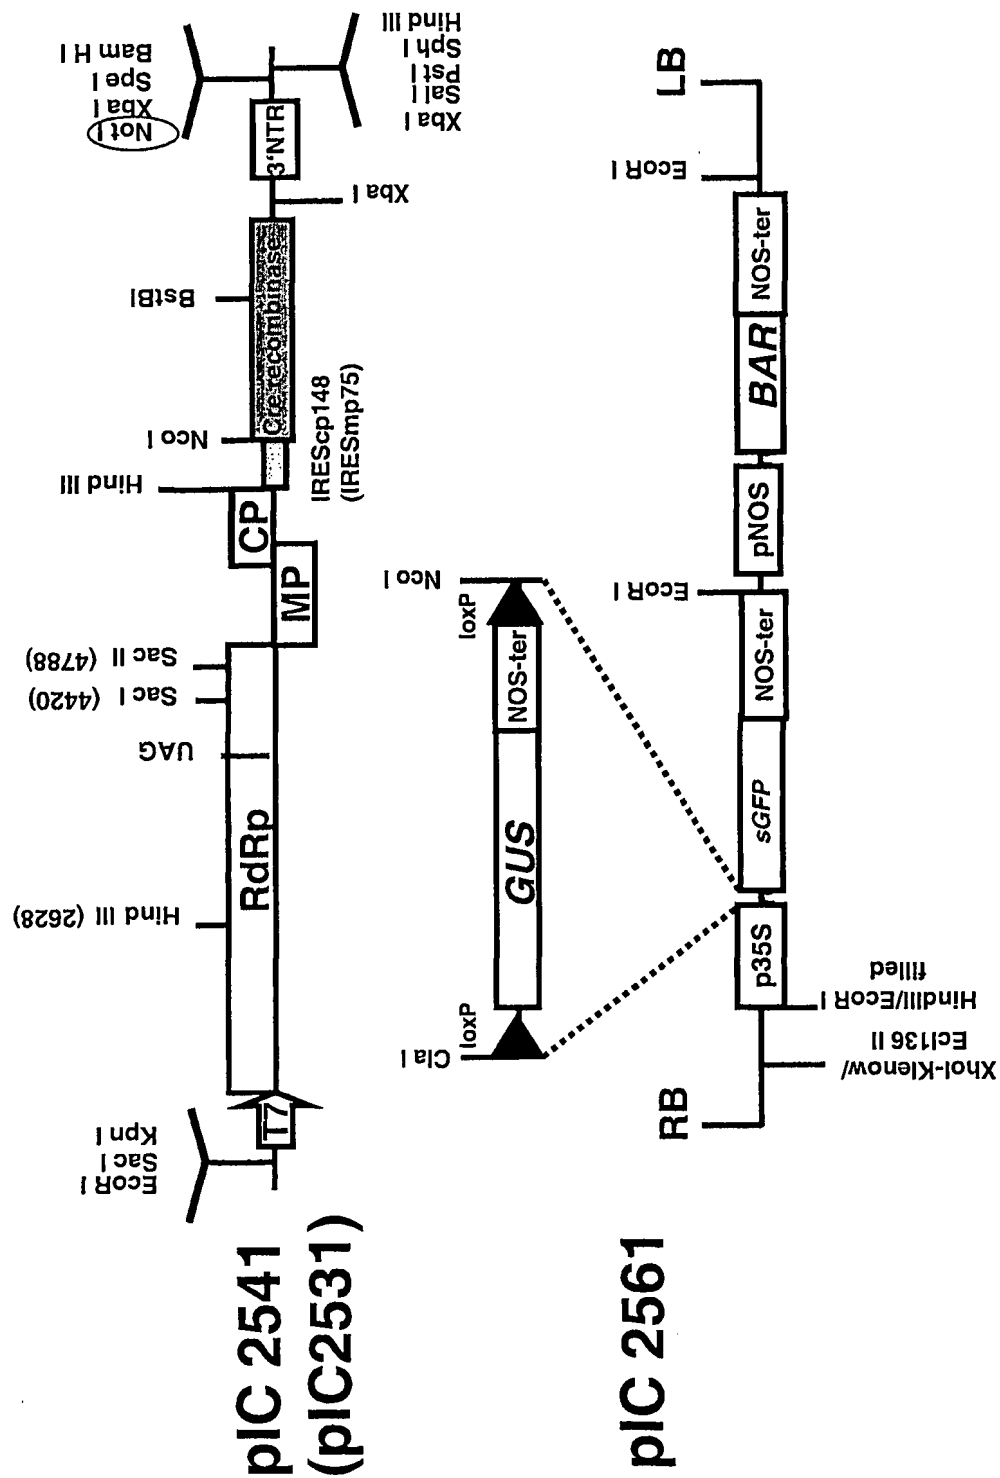 pIC 2541
(pIC2531)
EcoR I
Sac I
Kpn I
T7
RdRp
Hind III (2628)
UAG
Sac I (4420)
Sac II (4788)
MP
CP
Hind III
Nco I
IREScp148
(IRESmp75)
Cre recombinase
BstBI
Xba I
3'NTR
Not I
Xba I
Spe I
Bam H I
Xba I
Sal I
Pst I
Sph I
Hind III
Cla I
loxP
GUS
NOS-ter
loxP
Nco I
pIC 2561
RB
XhoI-Klenow/
Ecl136 II
HindIII/EcoR I
filled
p35S
sGFP
NOS-ter
EcoR I
pNOS
BAR
NOS-ter
EcoR I
LB